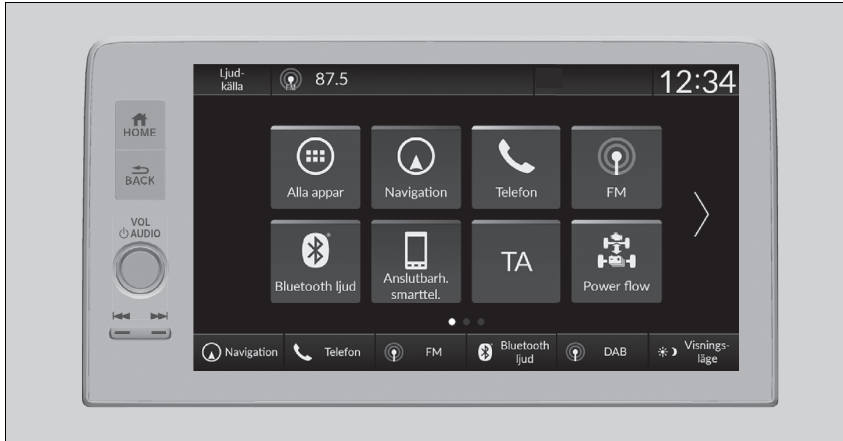 Ljud-
källa
FM
87.5
12:34
HOME
BACK
VOL
AUDIO
Alla appar
Navigation
Telefon
FM
Bluetooth ljud
Anslutbarh.
smarttel.
TA
Power flow
Navigation
Telefon
FM
Bluetooth
ljud
DAB
Visnings-
läge